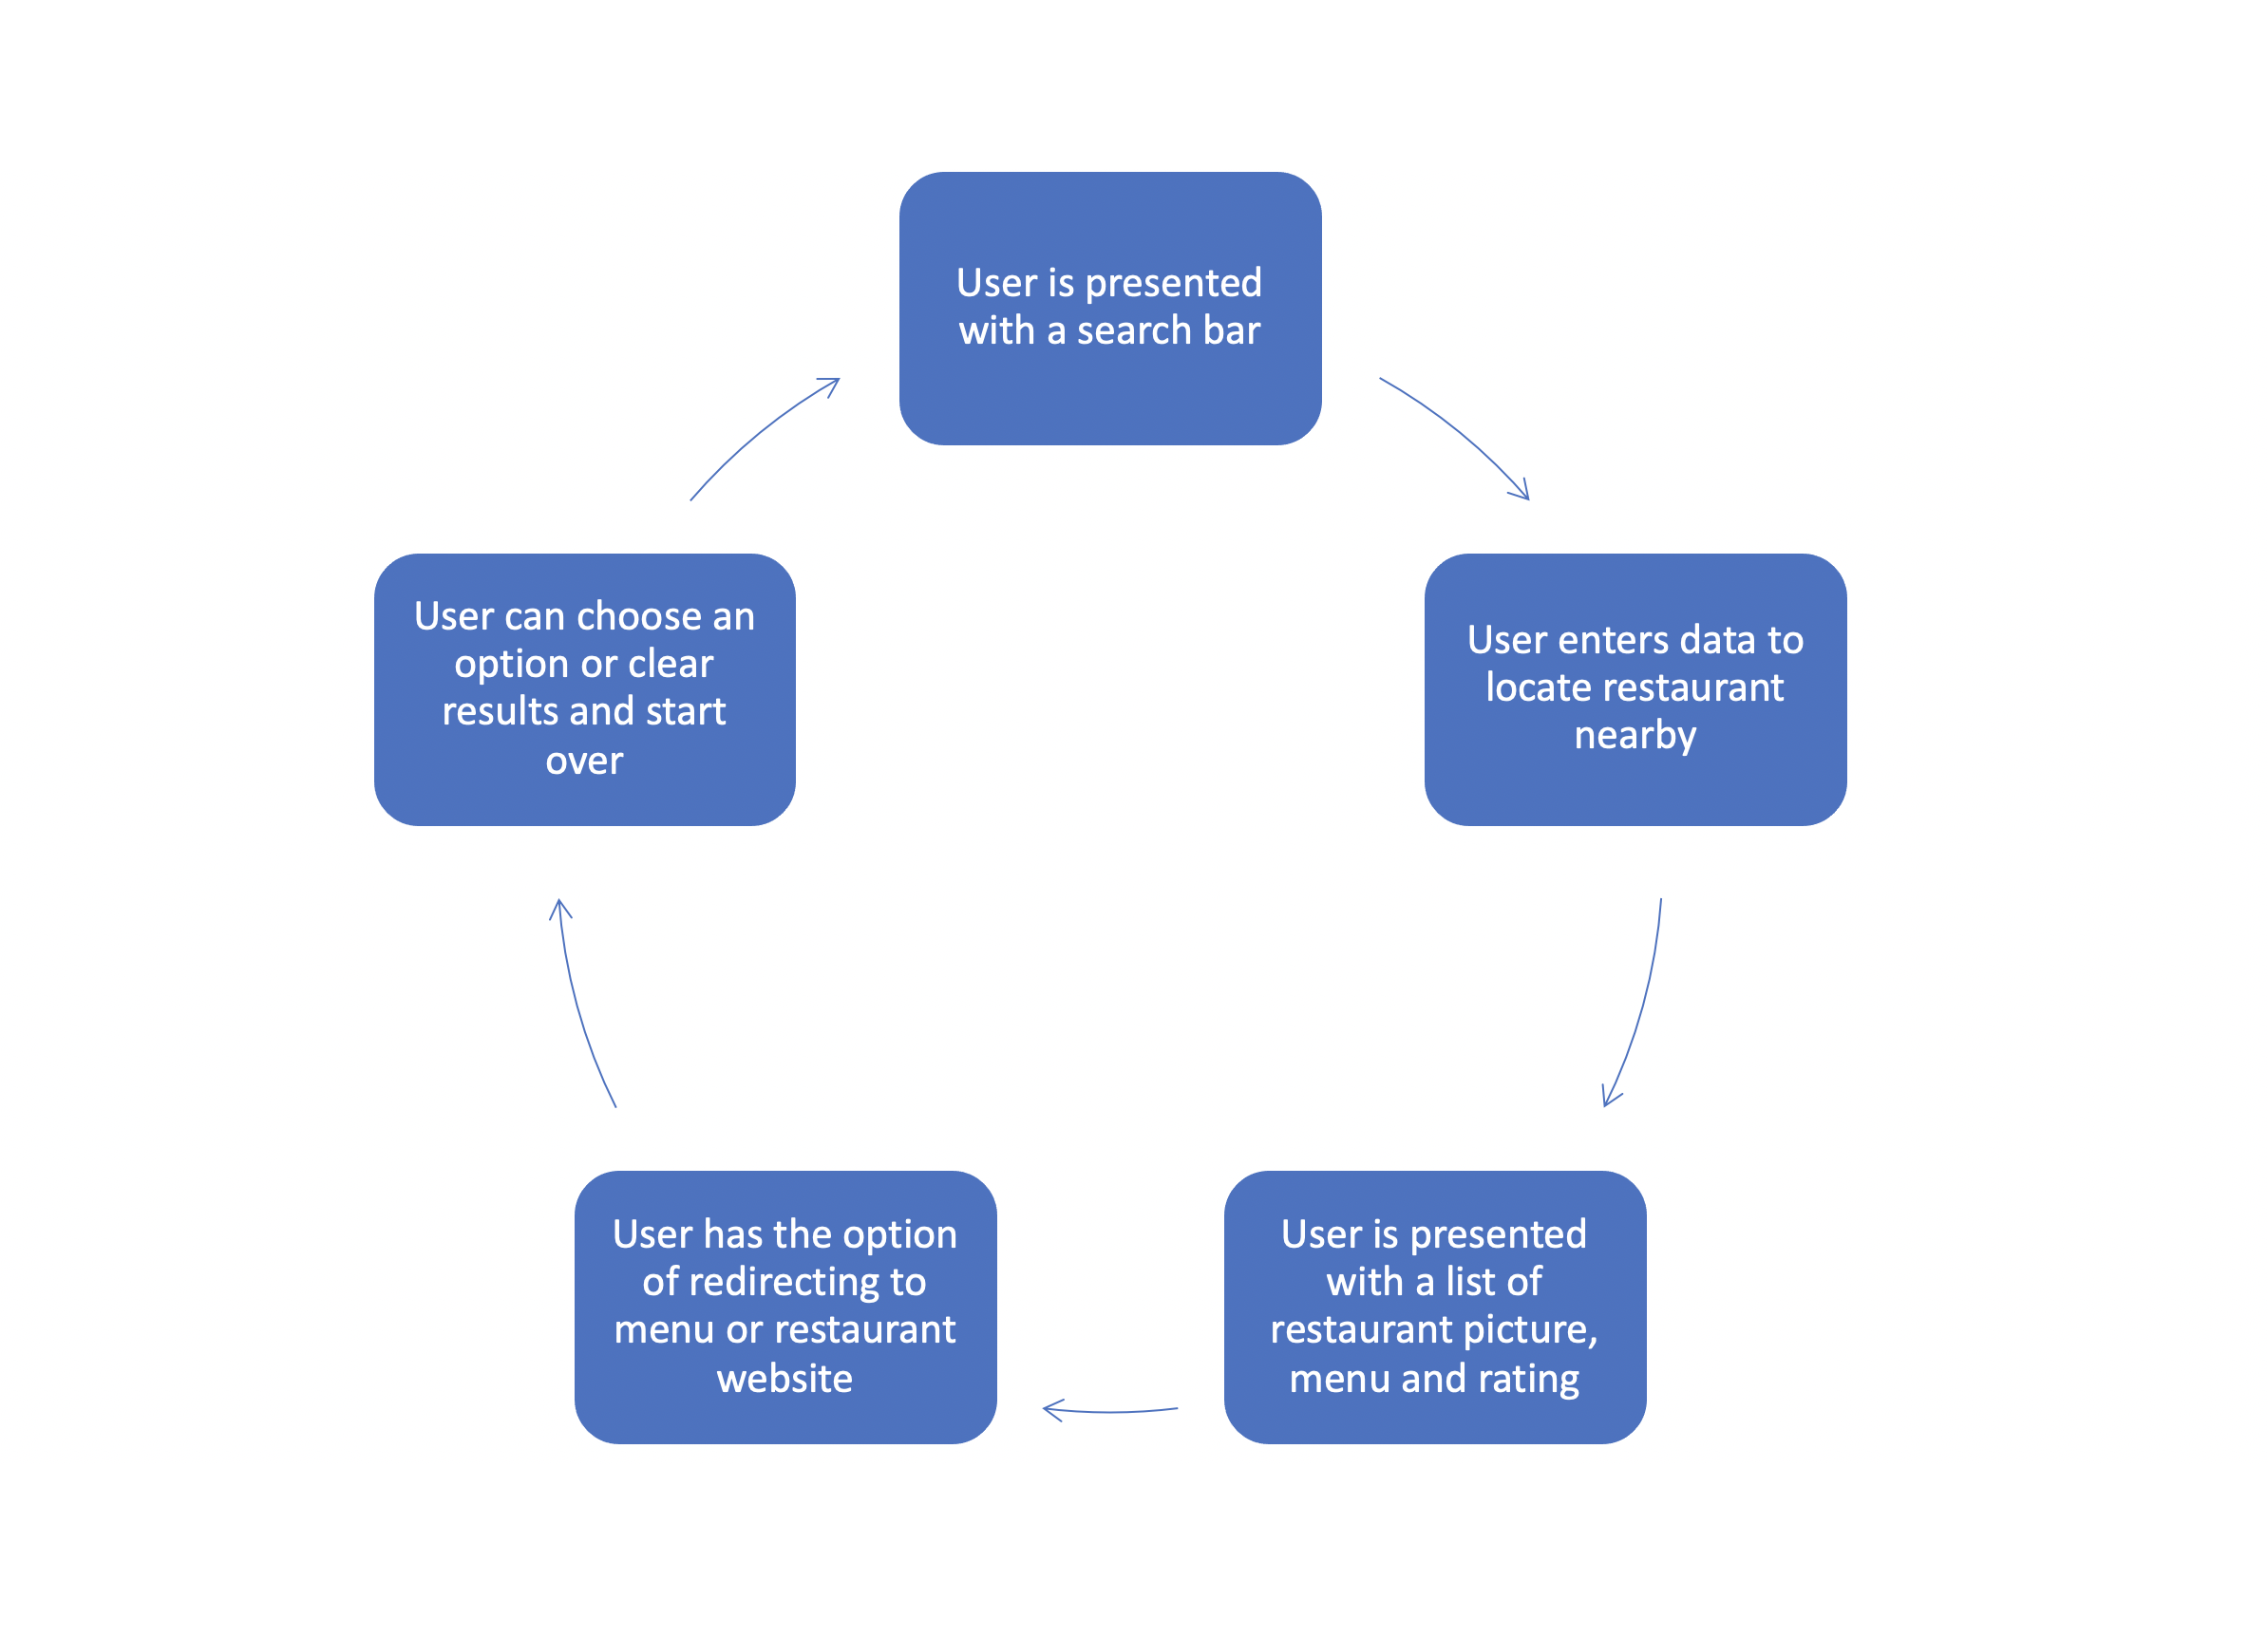 User is presented
with a search bar
User enters data to
locate restaurant
nearby
User is presented
with a list of
restaurant picture,
menu and rating
User has the option
of redirecting to
menu or restaurant
website
User can choose an
option or clear
results and start
over